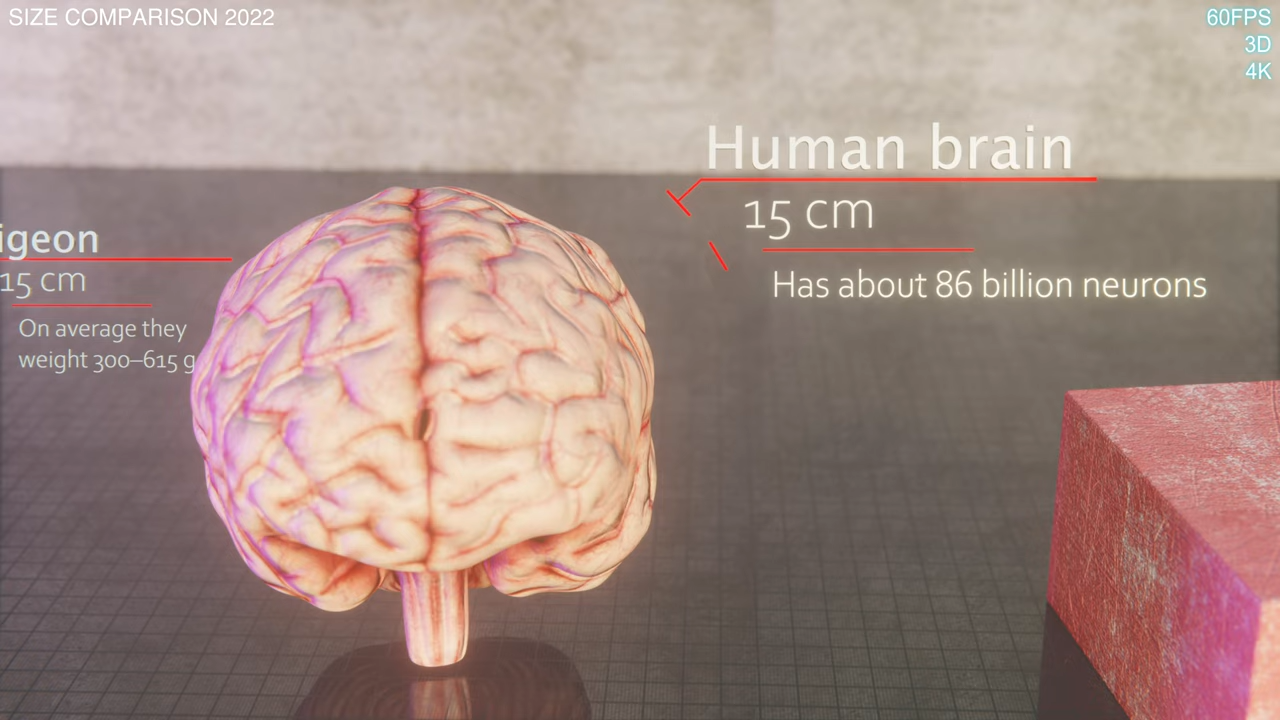 SIZE COMPARISON 2022
60FPS
3D
4K
Human brain
15 cm
Has about 86 billion neurons
igeon
15 cm
On average they
weight 300–615 g